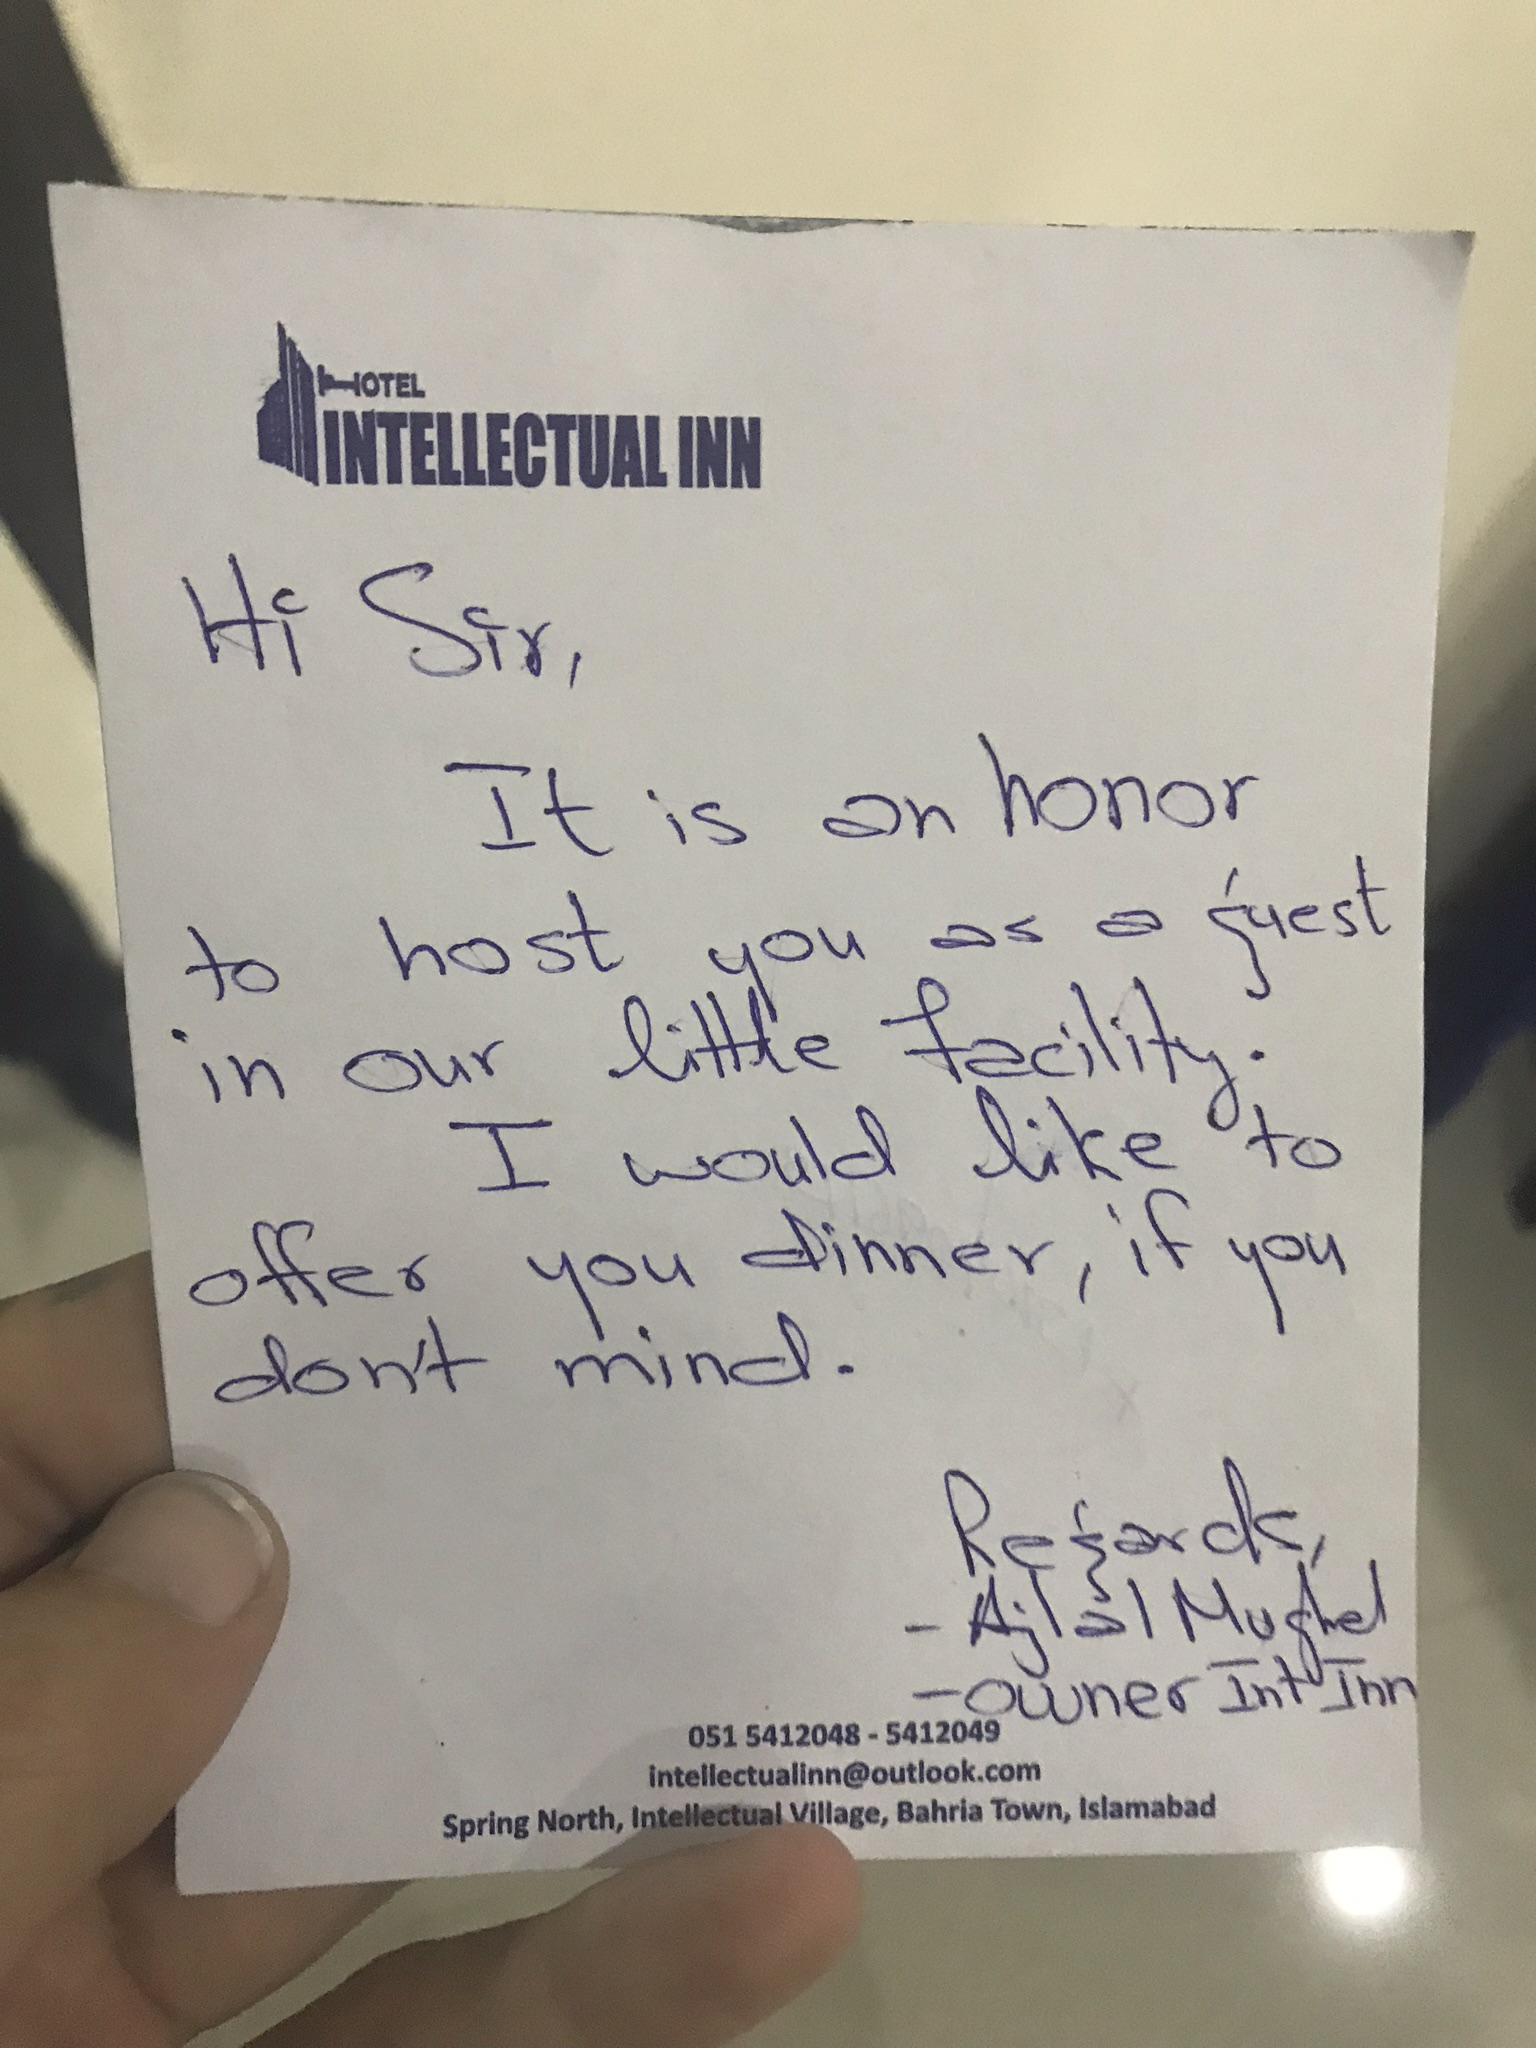 HOTEL
INTELLECTUAL INN
Hi Sir,
It is an honor
to host you as a guest
in our little facility.
I would like to
offer you dinner, if you
don't mind.
Regards,
- Ajlal Mughal
- owner Int Inn
051 5412048 - 5412049
intellectualinn@outlook.com
Spring North, Intellectual Village, Bahria Town, Islamabad